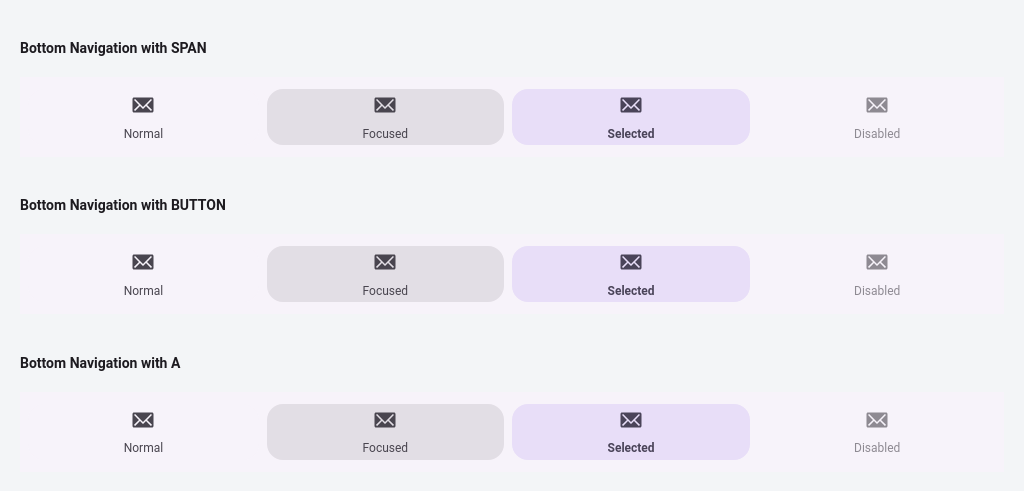 Bottom Navigation with SPAN
Normal Focused Selected Disabled
Bottom Navigation with BUTTON
Normal Focused Selected Disabled
Bottom Navigation with A
Normal Focused Selected Disabled